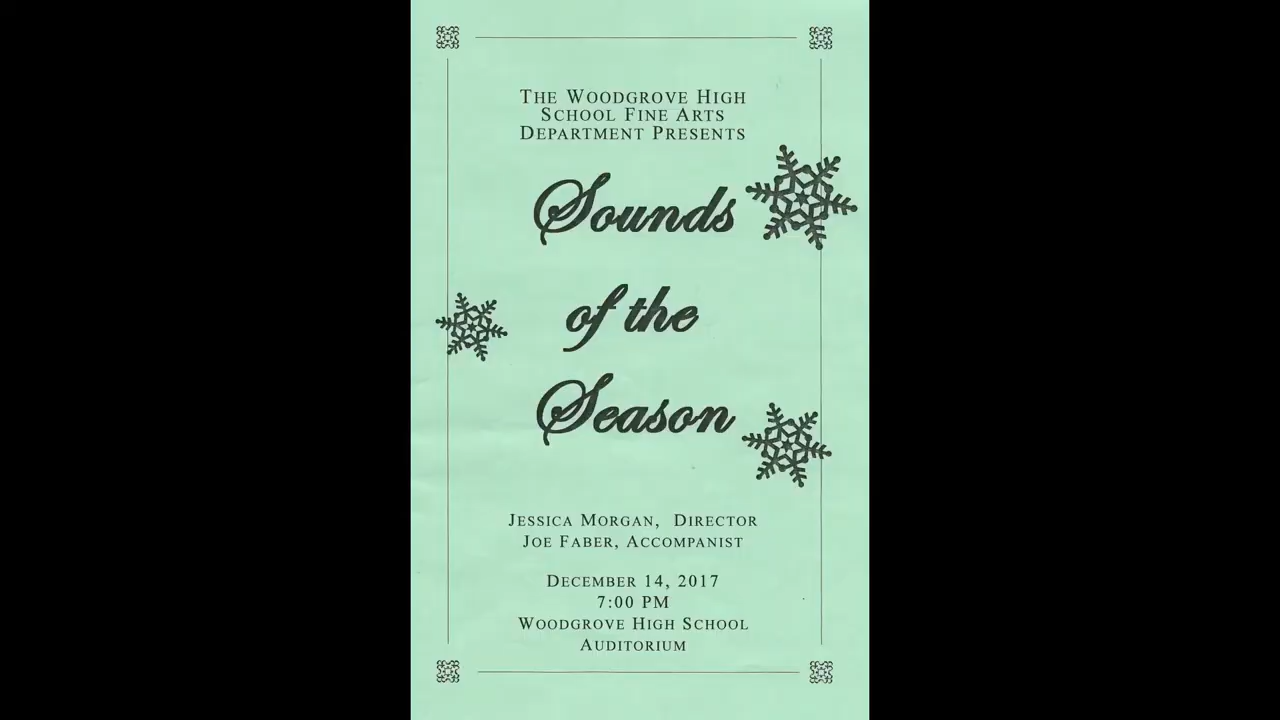 The Woodgrove High
School Fine Arts
Department Presents
Sounds
of the
Season
Jessica Morgan, Director
Joe Faber, Accompanist
December 14, 2017
7:00 PM
Woodgrove High School
Auditorium